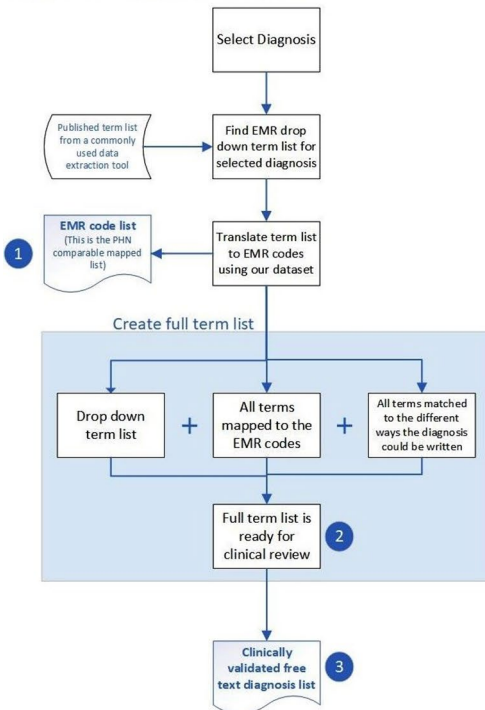 Select Diagnosis
Published term list
from a commonly
used data
extraction tool
Find EMR drop
down term list for
selected diagnosis
EMR code list
(This is the PHN
comparable mapped
list)
1
Translate term list
to EMR codes
using our dataset
Create full term list
Drop down
term list
+
All terms
mapped to the
EMR codes
+
All terms matched
to the different
ways the diagnosis
could be written
Full term list is
ready for
clinical review
2
Clinically
validated free
text diagnosis list
3